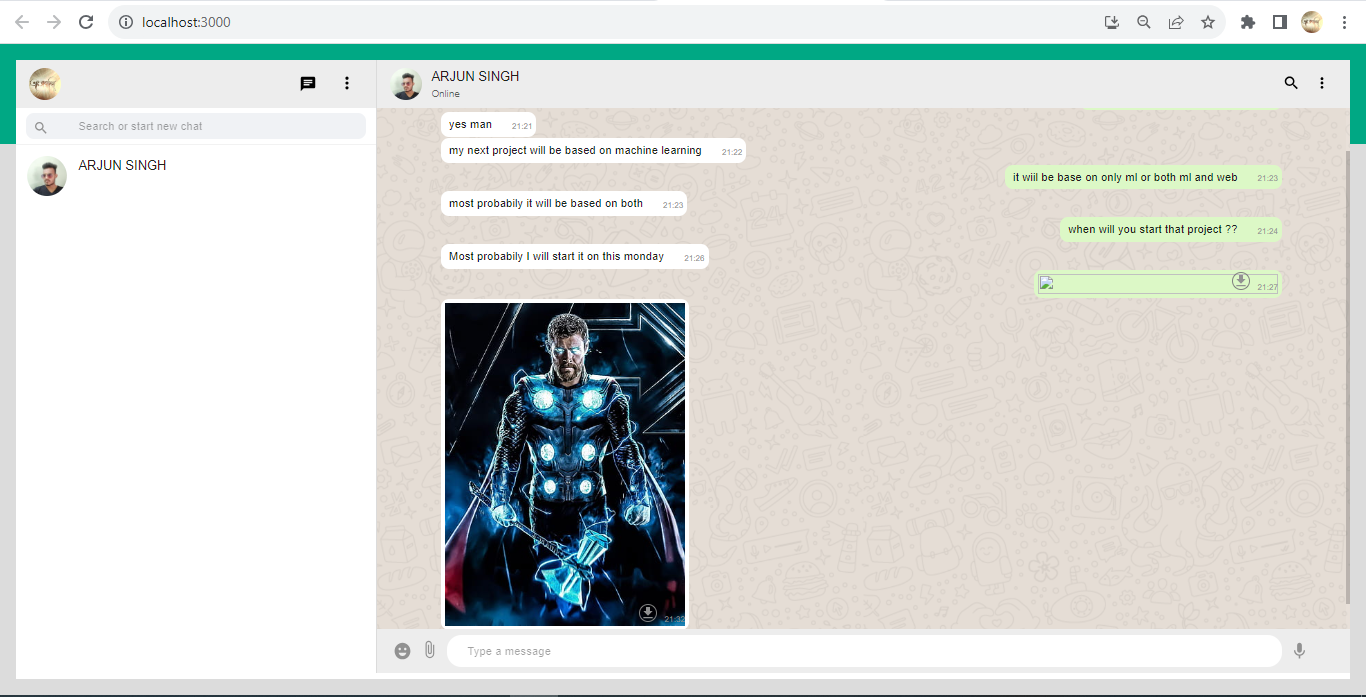 localhost:3000
ARJUN SINGH
Online
Search or start new chat
ARJUN SINGH
yes man 21:21
my next project will be based on machine learning 21:22
it wiil be base on only ml or both ml and web 21:23
most probabily it will be based on both 21:23
when will you start that project ?? 21:24
Most probabily I will start it on this monday 21:26
21:27
21:32
Type a message